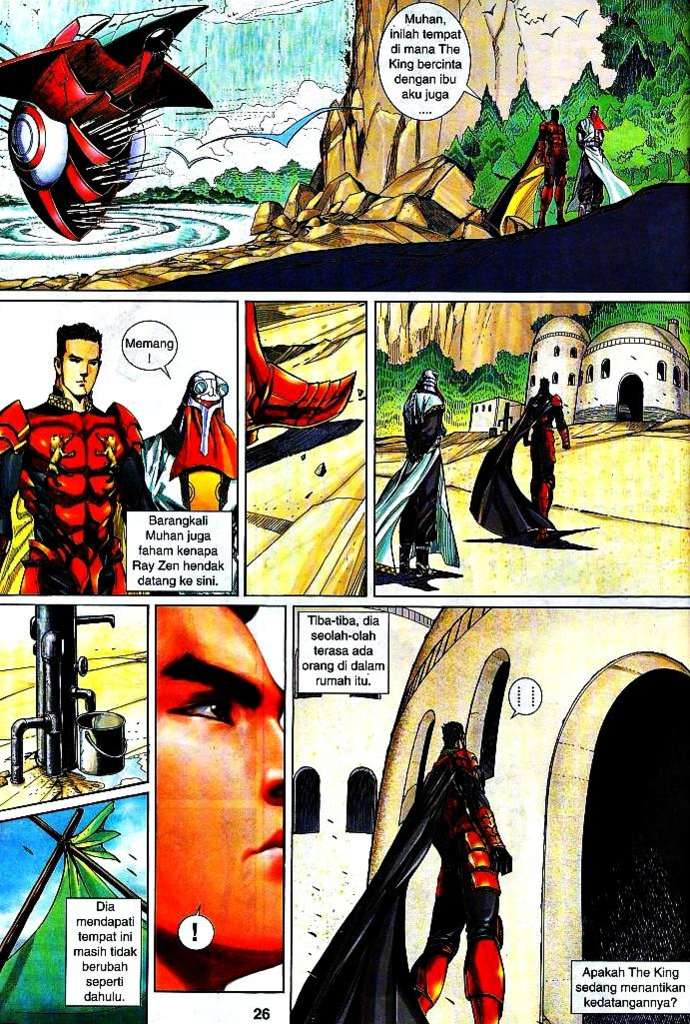 Muhan,
inilah tempat
di mana The
King bercinta
dengan ibu
aku juga
....
Memang
!
Barangkali
Muhan juga
faham kenapa
Ray Zen hendak
datang ke sini.
Dia
mendapati
tempat ini
masih tidak
berubah
seperti
dahulu.
!
Tiba-tiba, dia
seolah-olah
terasa ada
orang di dalam
rumah itu.
!!!
Apakah The King
sedang menantikan
kedatangannya?
26